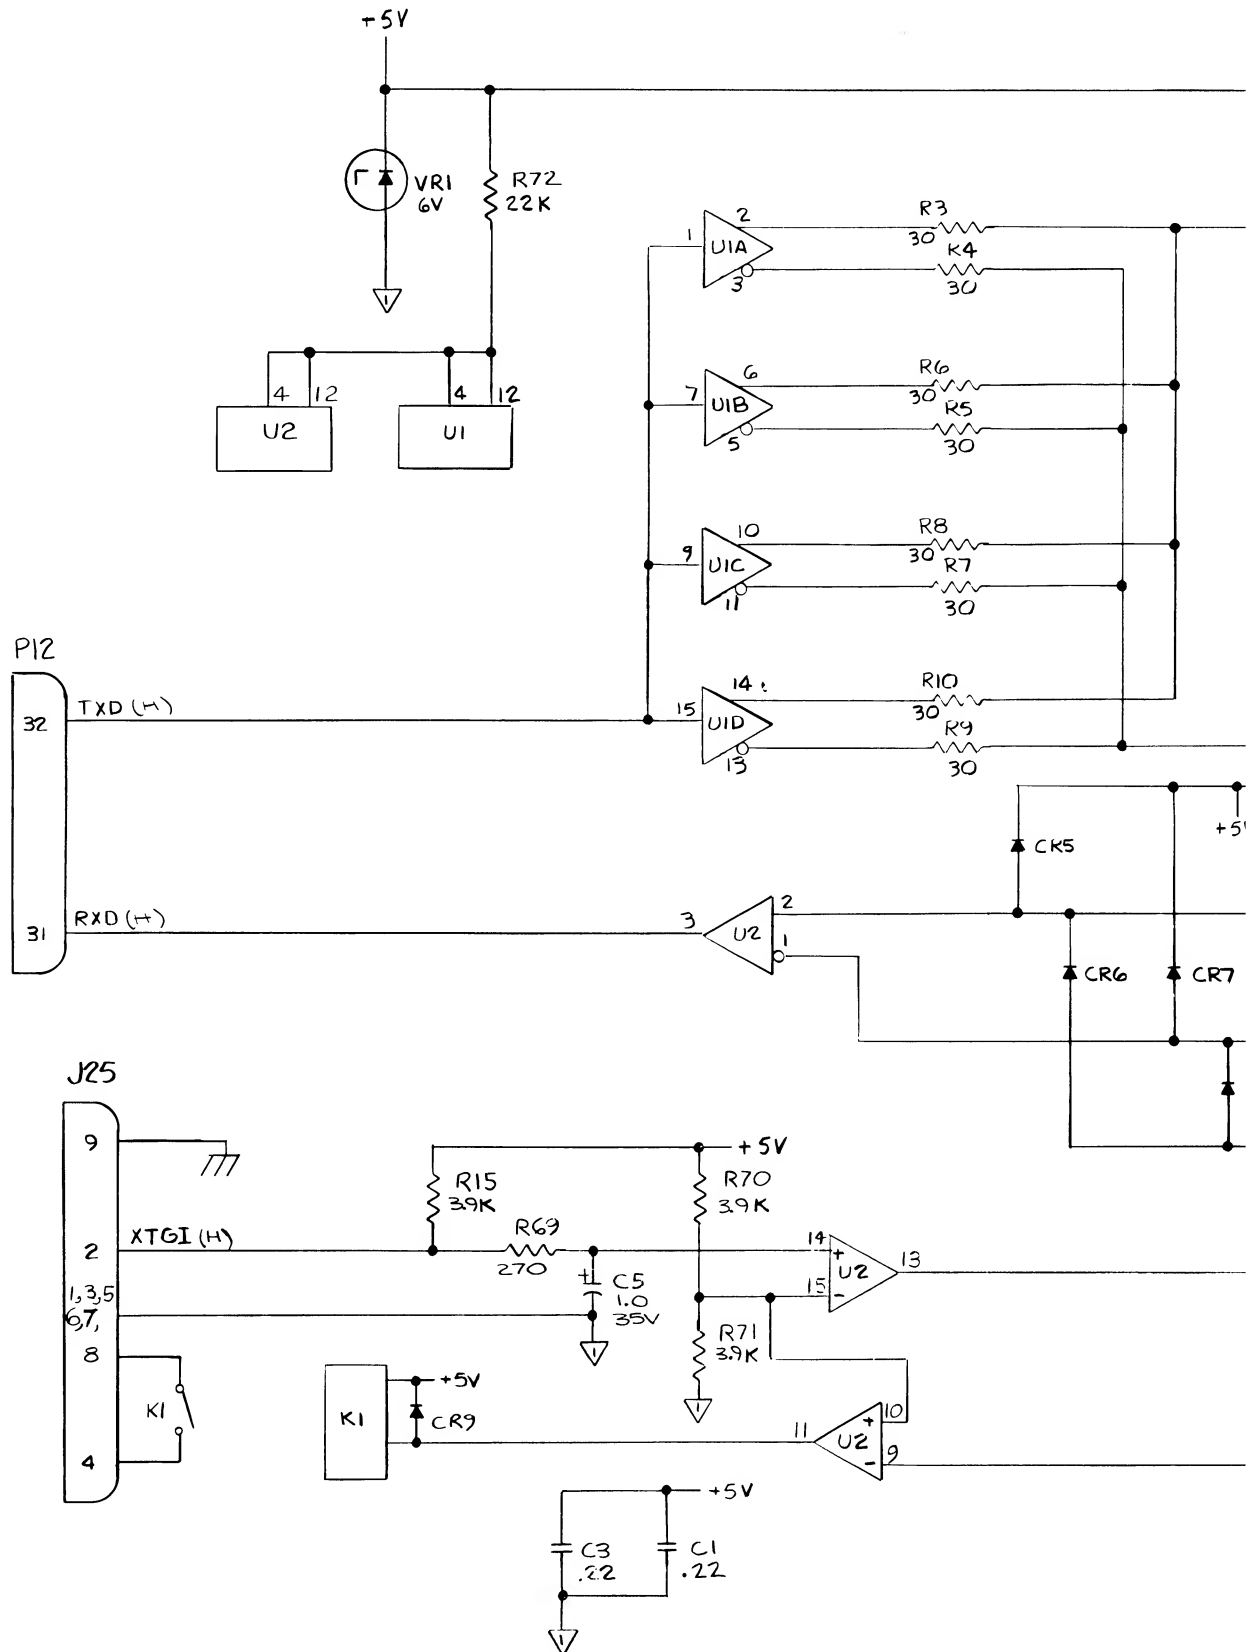 +5V
VR1
6V
R72
22K
4
12
4
12
U2
U1
1
U1A
2
3
R3
30
K4
30
7
U1B
6
5
R6
30
R5
30
9
U1C
10
11
R8
30
R7
30
15
U1D
14
13
R10
30
R9
30
P12
32
TXD (H)
31
RXD (H)
3
U2
2
1
CK5
+5V
CR6
CR7
J25
9
2
XTGI (H)
1,3,5
6,7,
8
4
K1
R15
3.9K
R69
270
+5V
R70
3.9K
+
C5
1.0
35V
14
15
+
-
U2
13
R71
3.9K
K1
+5V
CR9
11
U2
+
-
10
9
+5V
C3
.22
C1
.22